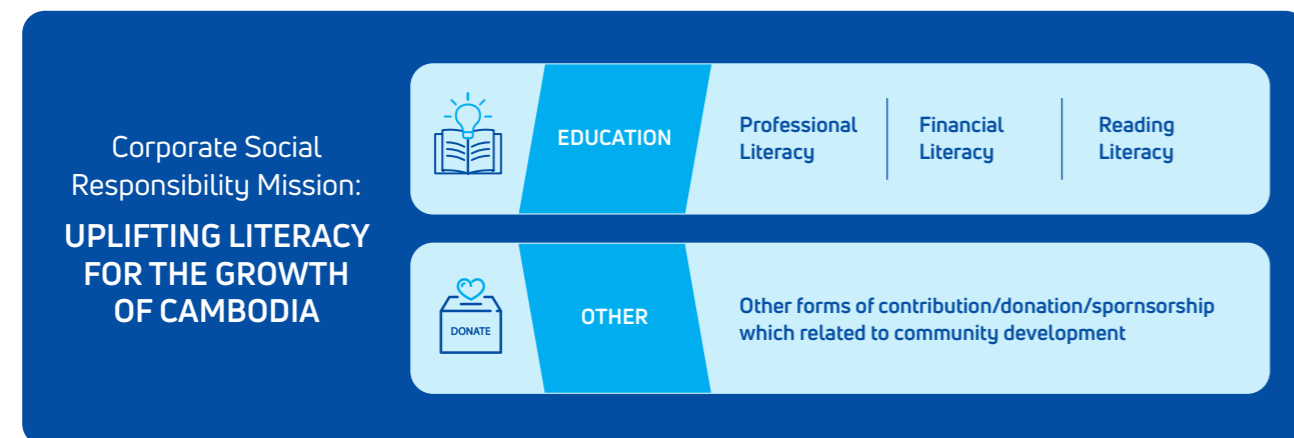 Corporate Social
Responsibility Mission:
UPLIFTING LITERACY
FOR THE GROWTH
OF CAMBODIA
EDUCATION
Professional
Literacy
Financial
Literacy
Reading
Literacy
DONATE
OTHER
Other forms of contribution/donation/spornsorship
which related to community development